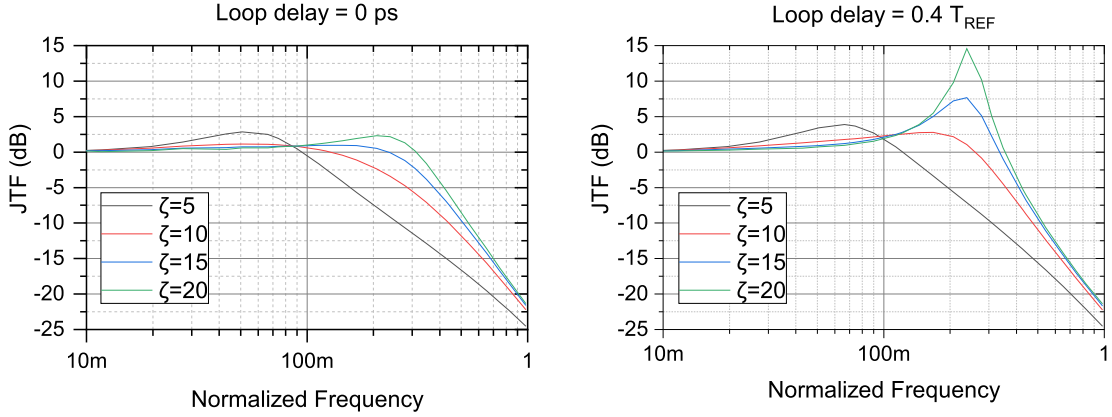 Loop delay = 0 ps
JTF (dB)
15
10
5
0
-5
-10
-15
-20
-25
ζ=5
ζ=10
ζ=15
ζ=20
10m
100m
1
Normalized Frequency
Loop delay = 0.4 T_REF
JTF (dB)
15
10
5
0
-5
-10
-15
-20
-25
ζ=5
ζ=10
ζ=15
ζ=20
10m
100m
1
Normalized Frequency